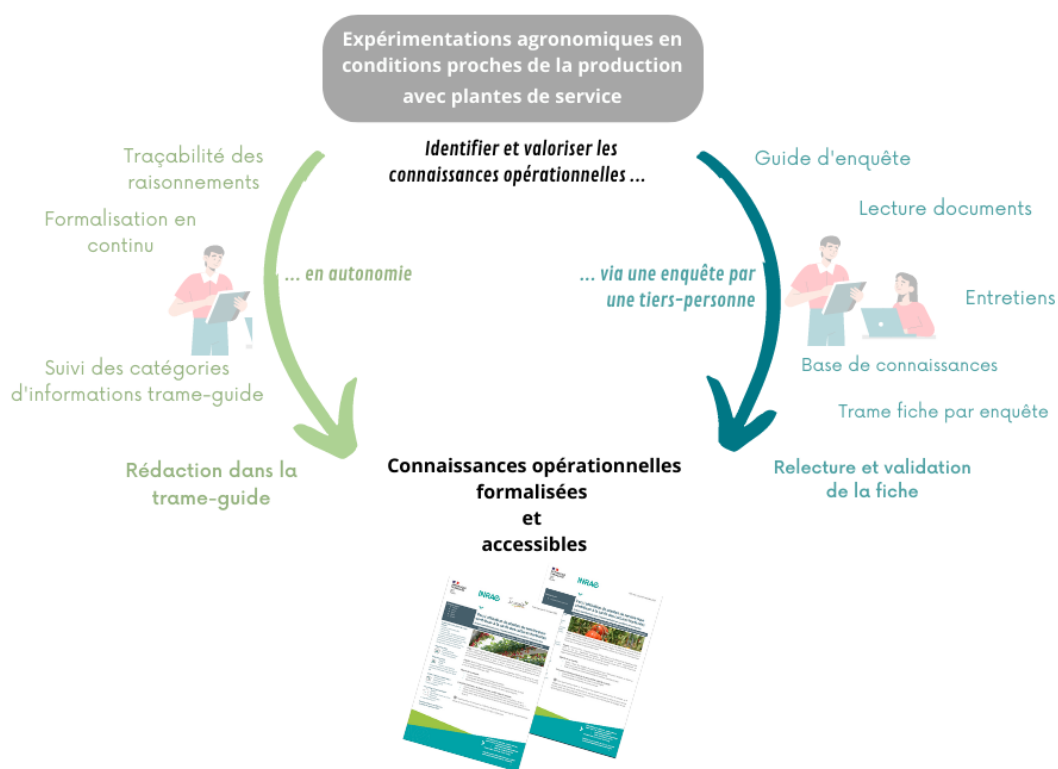 Expérimentations agronomiques en
conditions proches de la production
avec plantes de service
Identifier et valoriser les
connaissances opérationnelles ...
Traçabilité des
raisonnements
Formalisation en
continu
... en autonomie
Suivi des catégories
d'informations trame-guide
Rédaction dans la
trame-guide
Guide d'enquête
Lecture documents
... via une enquête par
une tiers-personne
Entretiens
Base de connaissances
Trame fiche par enquête
Relecture et validation
de la fiche
Connaissances opérationnelles
formalisées
et
accessibles
INRAE
INRAE